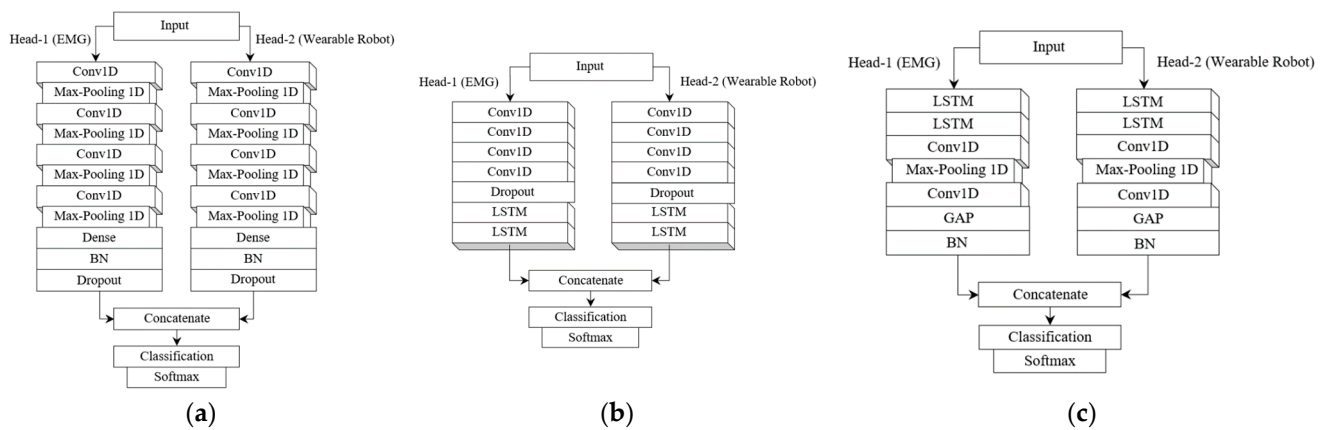 Input
Head-1 (EMG)
Head-2 (Wearable Robot)
Conv1D
Max-Pooling 1D
Conv1D
Max-Pooling 1D
Conv1D
Max-Pooling 1D
Conv1D
Max-Pooling 1D
Dense
BN
Dropout
Conv1D
Max-Pooling 1D
Conv1D
Max-Pooling 1D
Conv1D
Max-Pooling 1D
Conv1D
Max-Pooling 1D
Dense
BN
Dropout
Concatenate
Classification
Softmax
(a)
Input
Head-1 (EMG)
Head-2 (Wearable Robot)
Conv1D
Conv1D
Conv1D
Conv1D
Dropout
LSTM
LSTM
Conv1D
Conv1D
Conv1D
Conv1D
Dropout
LSTM
LSTM
Concatenate
Classification
Softmax
(b)
Input
Head-1 (EMG)
Head-2 (Wearable Robot)
LSTM
LSTM
Conv1D
Max-Pooling 1D
Conv1D
GAP
BN
LSTM
LSTM
Conv1D
Max-Pooling 1D
Conv1D
GAP
BN
Concatenate
Classification
Softmax
(c)